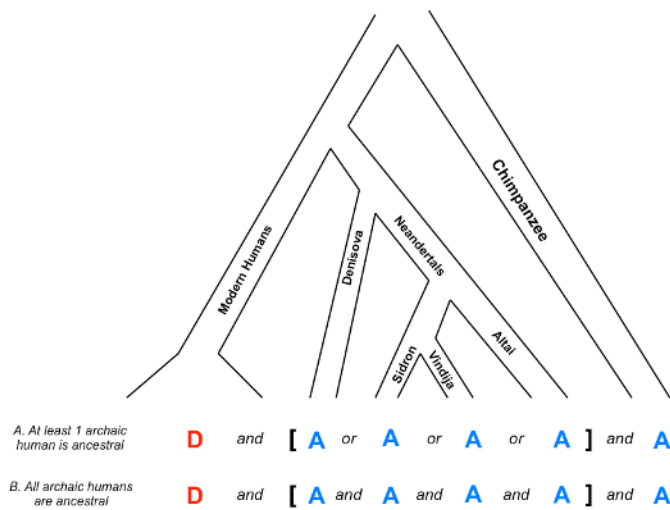 Chimpanzee
Modern Humans
Denisova
Neandertals
Sidron
Vindija
Altai
A. At least 1 archaic
human is ancestral
D and [ A or A or A or A ] and A
B. All archaic humans
are ancestral
D and [ A and A and A and A ] and A